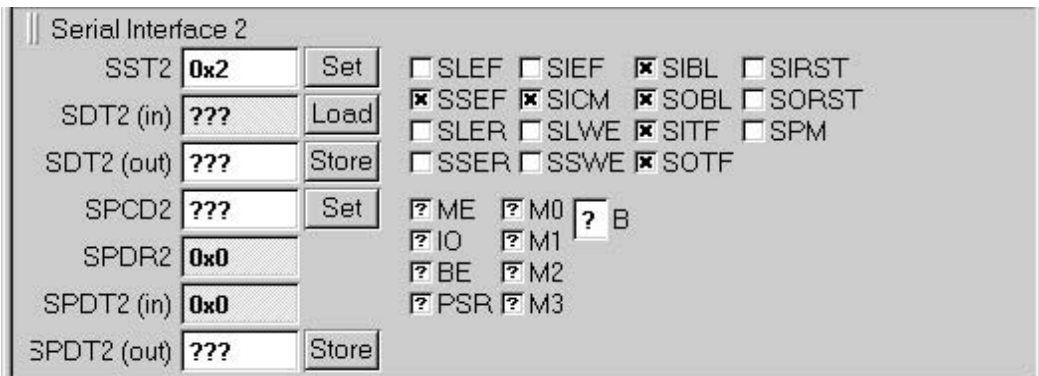 Serial Interface 2
SST2 0x2 Set SLEF SIEF SIBL SIRST
SDT2 (in) ??? Load SSEF SICM SOBL SORST
SLER SLWE SITF SPM
SDT2 (out) ??? Store SSER SSWE SOTF
SPCD2 ??? Set ? ME ? M0 ? B
SPDR2 0x0 ? IO ? M1
? BE ? M2
SPDT2 (in) 0x0 ? PSR ? M3
SPDT2 (out) ??? Store